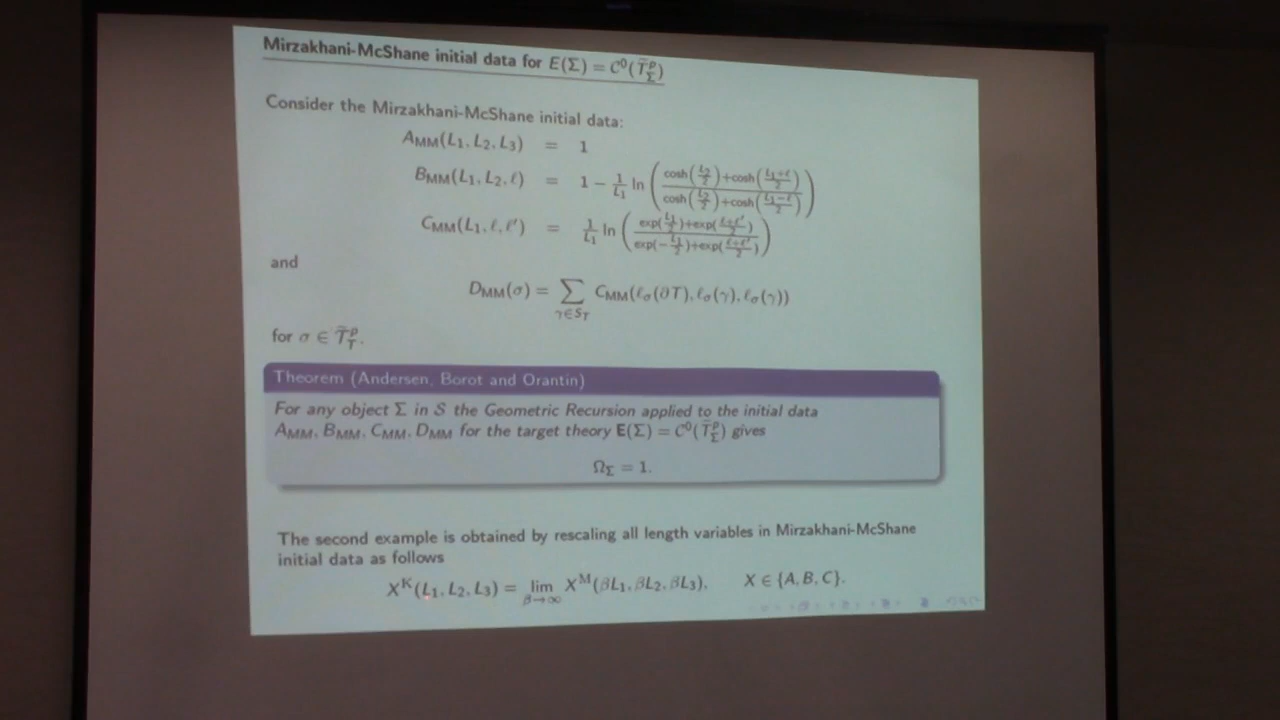 Mirzakhani-McShane initial data for E(Σ) = C⁰(T̃^p_Σ)
Consider the Mirzakhani-McShane initial data:
A_MM(L₁, L₂, L₃) = 1
B_MM(L₁, L₂, ℓ) = 1 − 1/L₁ ln( (cosh(L₂/2)+cosh((L₁+ℓ)/2)) / (cosh(L₂/2)+cosh((L₁−ℓ)/2)) )
C_MM(L₁, ℓ, ℓ′) = 1/L₁ ln( (exp(L₁/2)+exp((ℓ+ℓ′)/2)) / (exp(−L₁/2)+exp((ℓ+ℓ′)/2)) )
and
D_MM(σ) = ∑_{γ∈S_T} C_MM(ℓ_σ(∂T), ℓ_σ(γ), ℓ_σ(γ))
for σ ∈ T̃^p_T.
Theorem (Andersen, Borot and Orantin)
For any object Σ in S the Geometric Recursion applied to the initial data
A_MM, B_MM, C_MM, D_MM for the target theory E(Σ) = C⁰(T̃^p_Σ) gives
Ω_Σ = 1.
The second example is obtained by rescaling all length variables in Mirzakhani-McShane
initial data as follows
X^K(L₁, L₂, L₃) = lim_{β→∞} X^M(βL₁, βL₂, βL₃), X ∈ {A, B, C}.